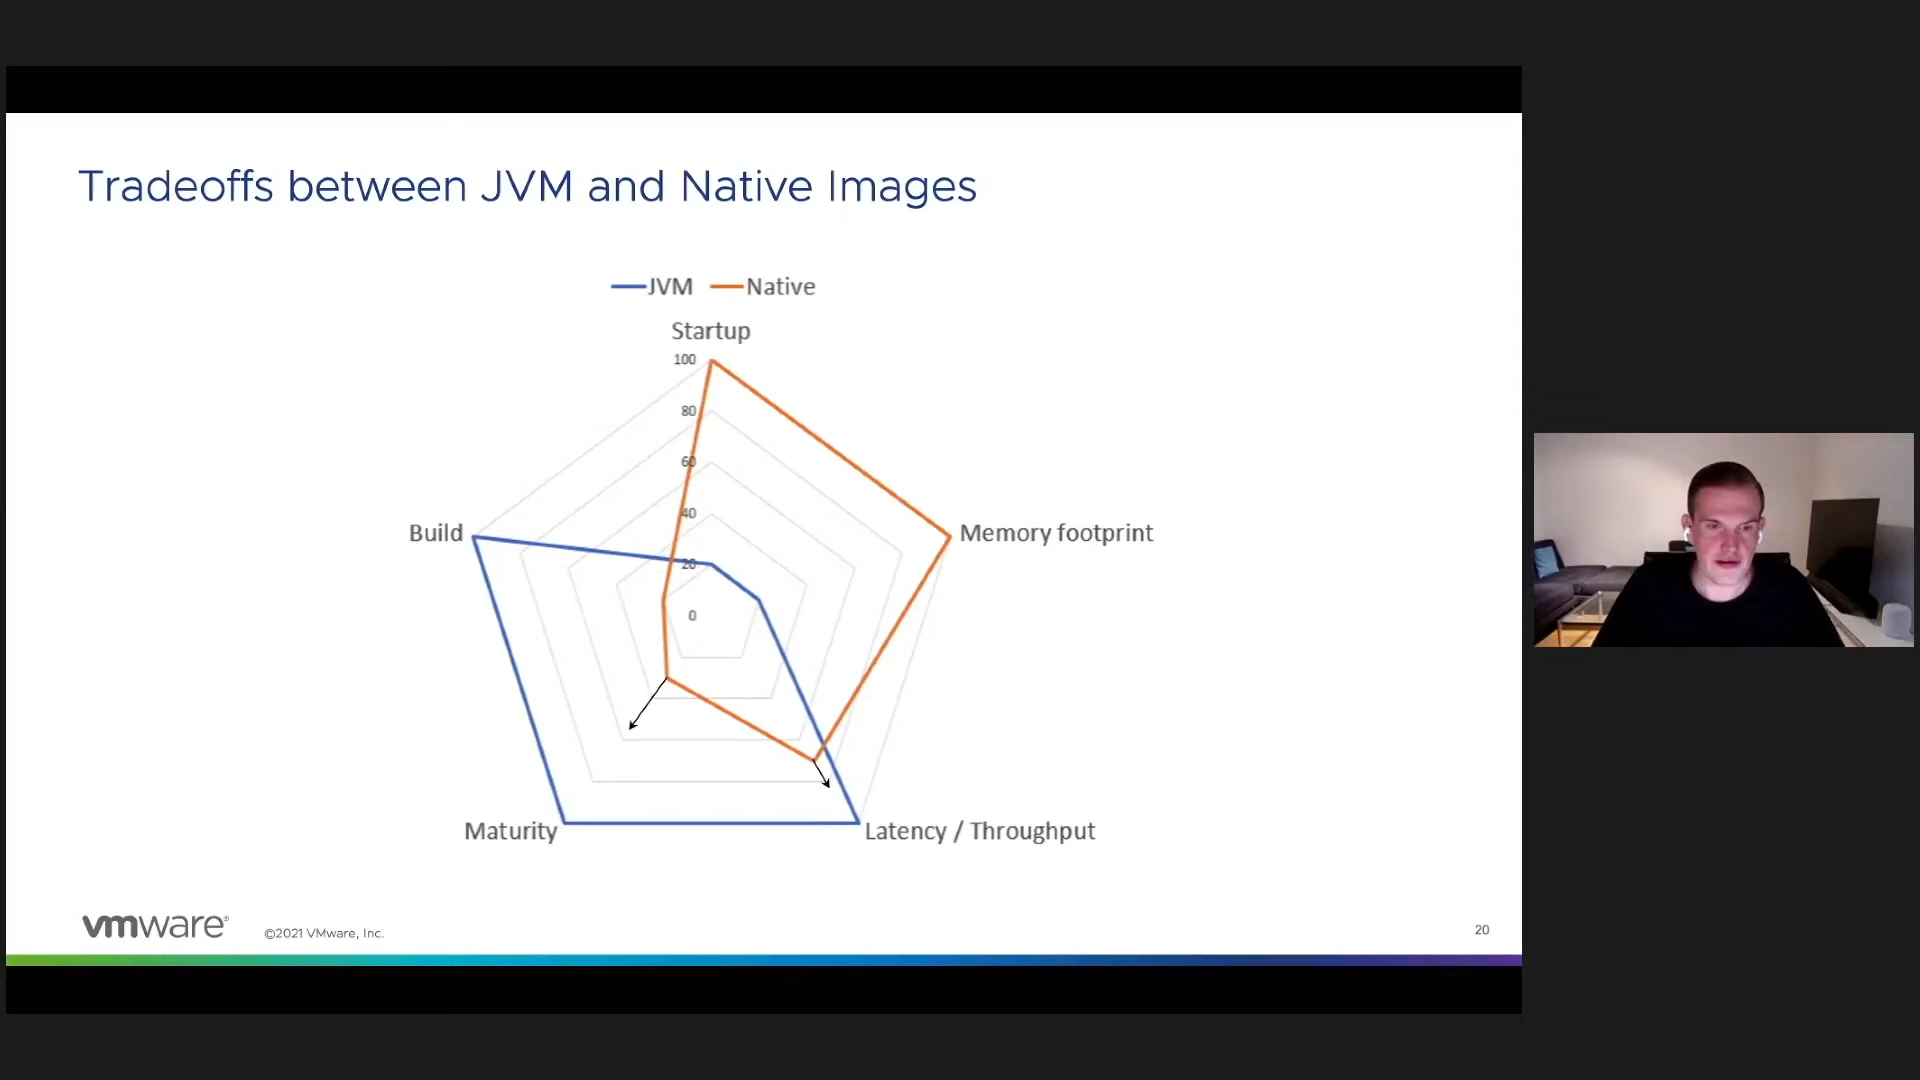 Tradeoffs between JVM and Native Images
JVM Native
Startup
100
80
60
40
20
0
Build
Memory footprint
Maturity
Latency / Throughput
vmware®
©2021 VMware, Inc.
20